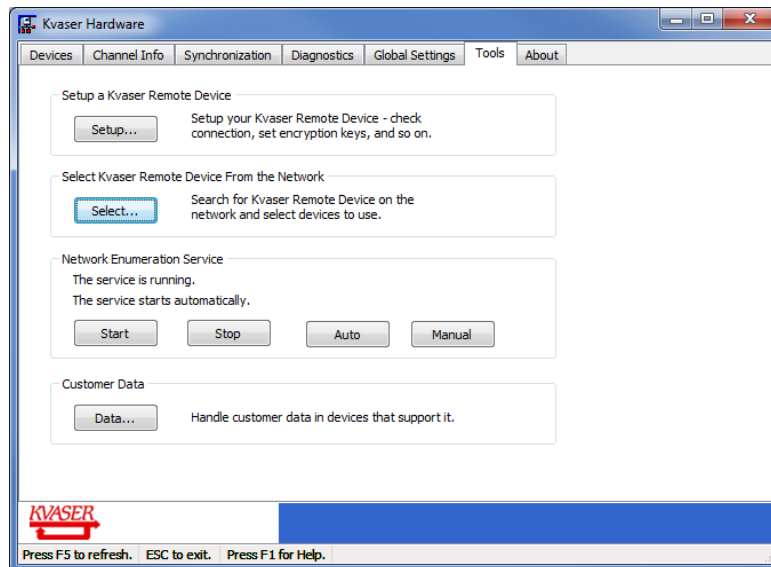 Kvaser Hardware
Devices Channel Info Synchronization Diagnostics Global Settings Tools About
Setup a Kvaser Remote Device
Setup...
Setup your Kvaser Remote Device - check
connection, set encryption keys, and so on.
Select Kvaser Remote Device From the Network
Select...
Search for Kvaser Remote Device on the
network and select devices to use.
Network Enumeration Service
The service is running.
The service starts automatically.
Start Stop Auto Manual
Customer Data
Data... Handle customer data in devices that support it.
KVASER
Press F5 to refresh. ESC to exit. Press F1 for Help.